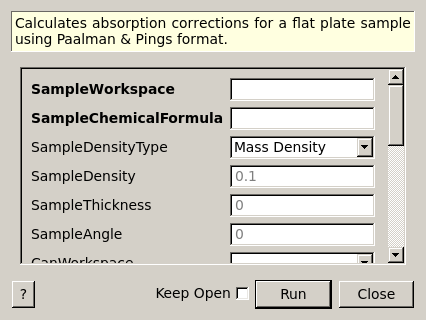 Calculates absorption corrections for a flat plate sample
using Paalman & Pings format.
SampleWorkspace
SampleChemicalFormula
SampleDensityType Mass Density
SampleDensity 0.1
SampleThickness 0
SampleAngle 0
CanWorkspace
? Keep Open Run Close